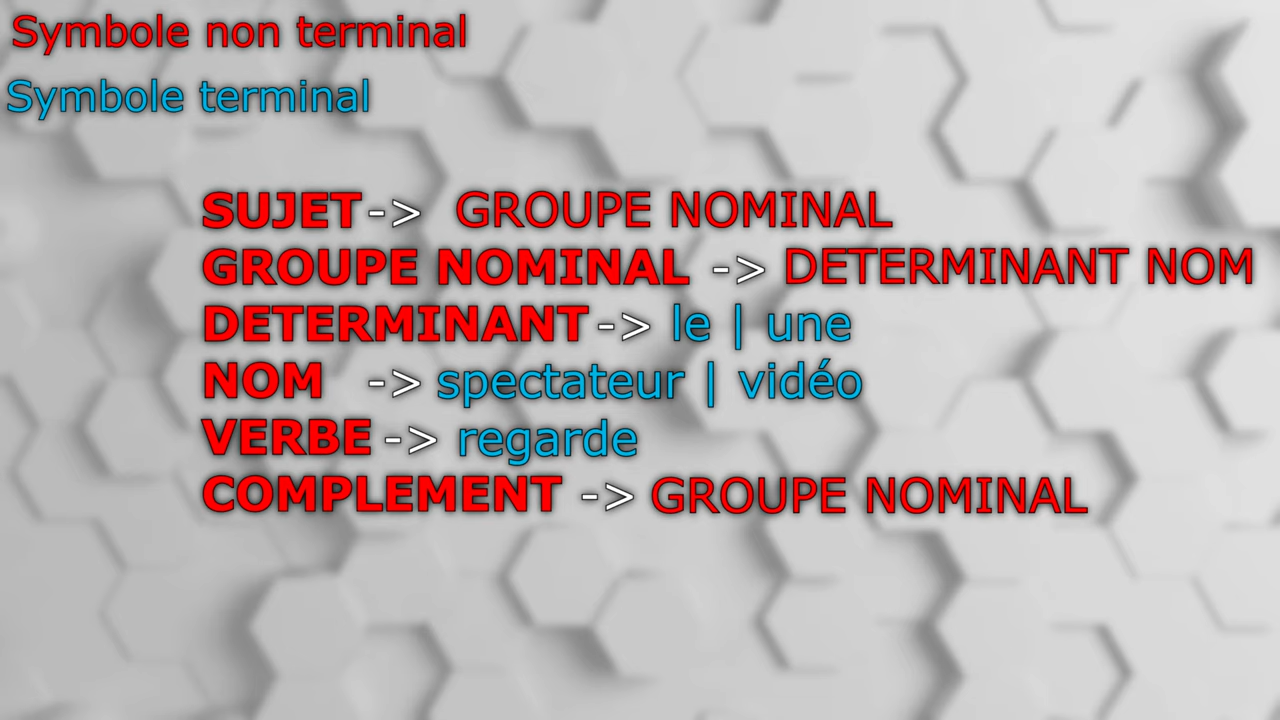 Symbole non terminal
Symbole terminal
SUJET -> GROUPE NOMINAL
GROUPE NOMINAL -> DETERMINANT NOM
DETERMINANT -> le | une
NOM -> spectateur | vidéo
VERBE -> regarde
COMPLEMENT -> GROUPE NOMINAL